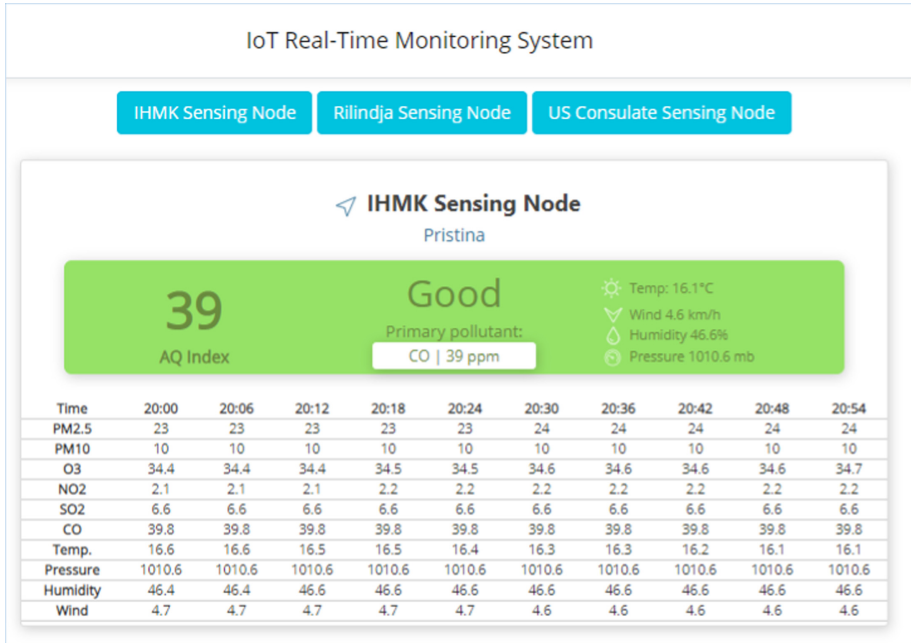 IoT Real-Time Monitoring System
IHMK Sensing Node Rilindja Sensing Node US Consulate Sensing Node
IHMK Sensing Node
Pristina
39
AQ Index
Good
Primary pollutant:
CO | 39 ppm
Temp: 16.1°C
Wind 4.6 km/h
Humidity 46.6%
Pressure 1010.6 mb
Time 20:00 20:06 20:12 20:18 20:24 20:30 20:36 20:42 20:48 20:54
PM2.5 23 23 23 23 23 24 24 24 24 24
PM10 10 10 10 10 10 10 10 10 10 10
O3 34.4 34.4 34.4 34.5 34.5 34.6 34.6 34.6 34.6 34.7
NO2 2.1 2.1 2.1 2.2 2.2 2.2 2.2 2.2 2.2 2.2
SO2 6.6 6.6 6.6 6.6 6.6 6.6 6.6 6.6 6.6 6.6
CO 39.8 39.8 39.8 39.8 39.8 39.8 39.8 39.8 39.8 39.8
Temp. 16.6 16.6 16.5 16.5 16.4 16.3 16.3 16.2 16.1 16.1
Pressure 1010.6 1010.6 1010.6 1010.6 1010.6 1010.6 1010.6 1010.6 1010.6 1010.6
Humidity 46.4 46.4 46.6 46.6 46.6 46.6 46.6 46.6 46.6 46.6
Wind 4.7 4.7 4.7 4.7 4.7 4.6 4.6 4.6 4.6 4.6